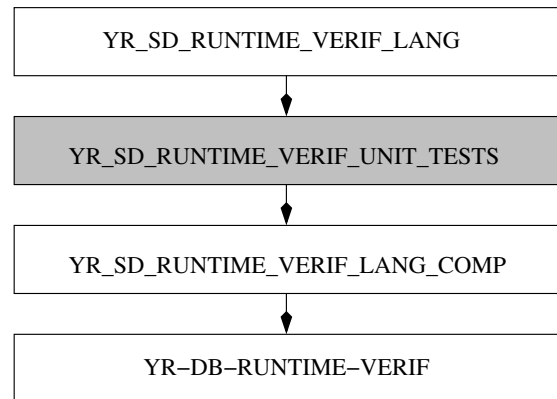 YR_SD_RUNTIME_VERIF_LANG
YR_SD_RUNTIME_VERIF_UNIT_TESTS
YR_SD_RUNTIME_VERIF_LANG_COMP
YR−DB−RUNTIME−VERIF